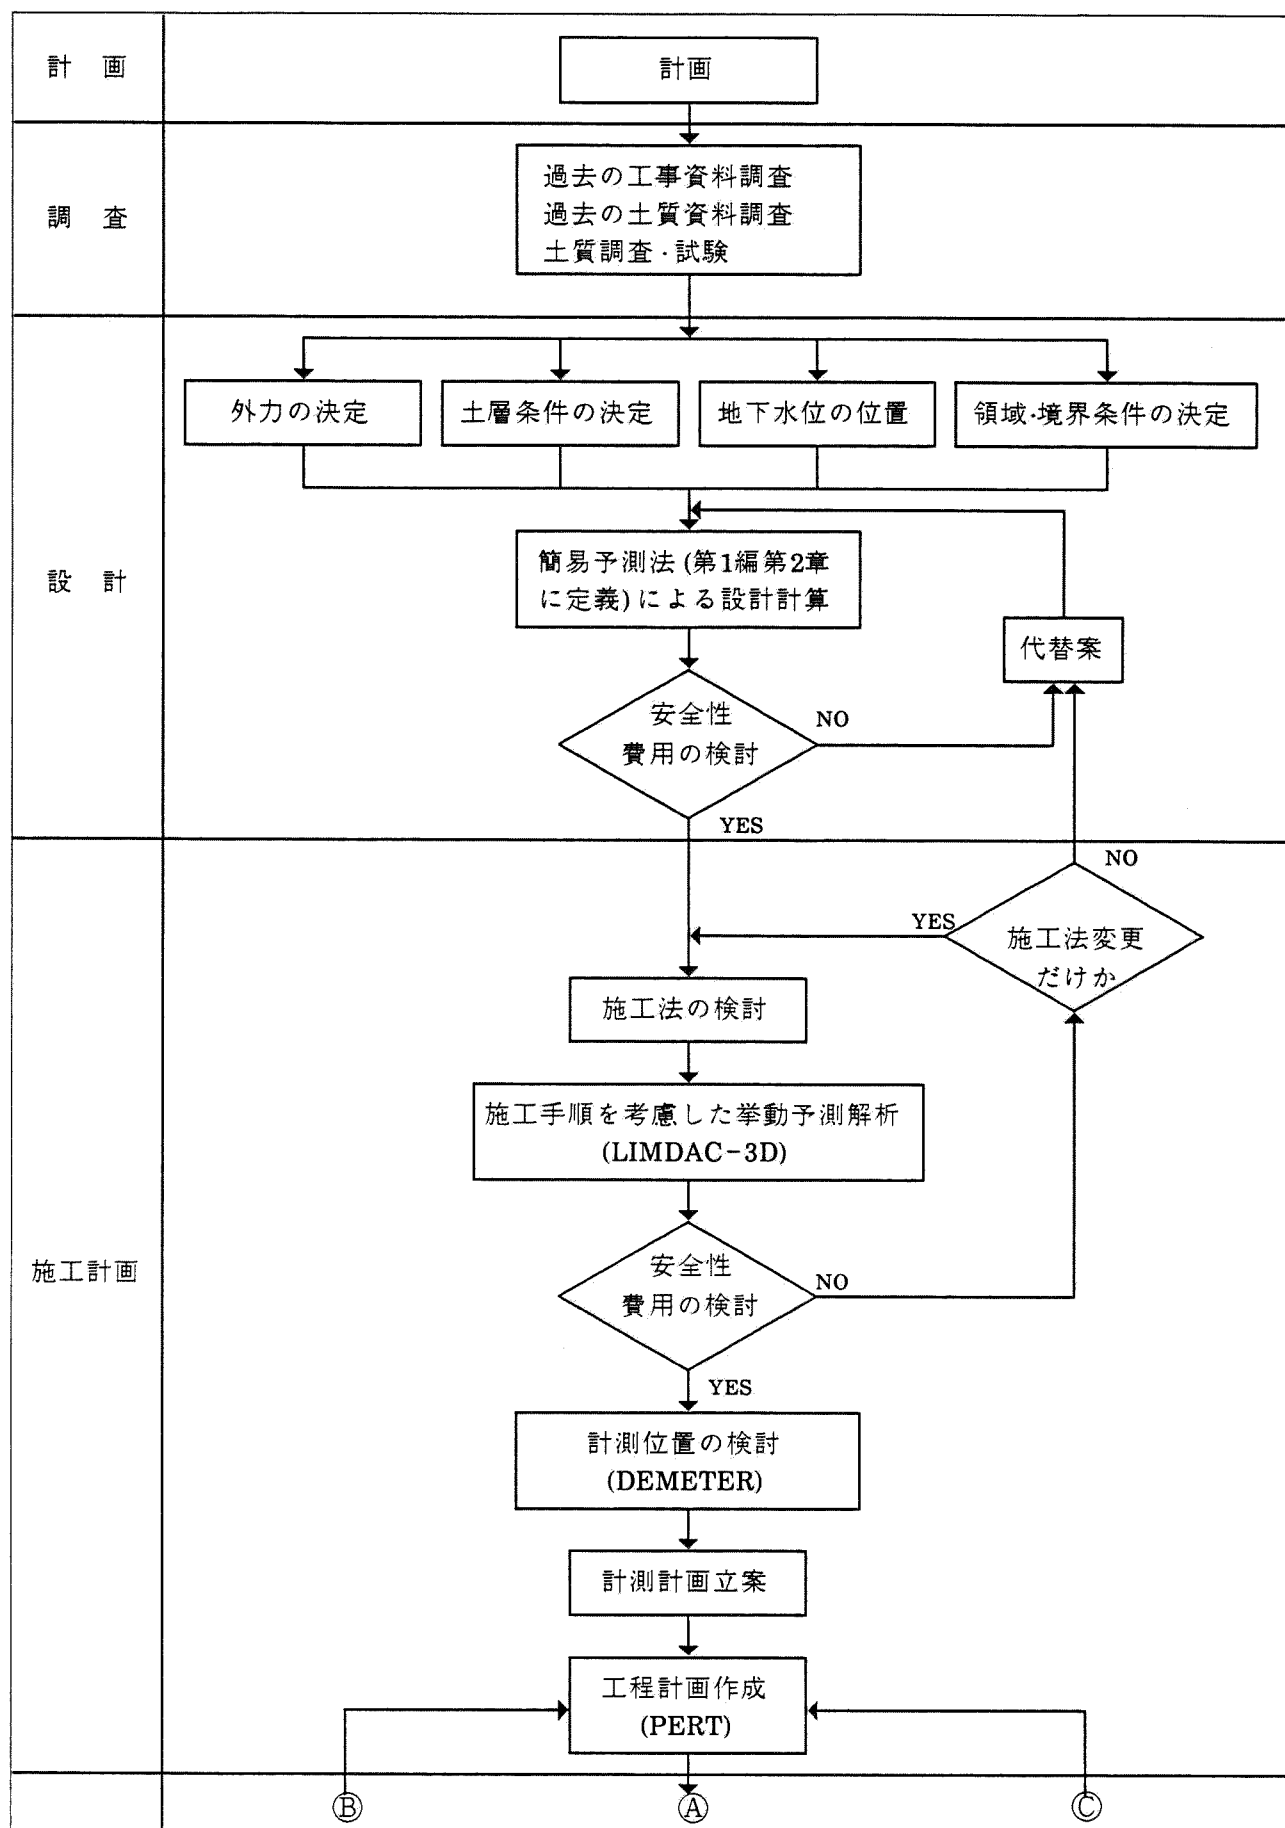 計 画
計画
調 査
過去の工事資料調査
過去の土質資料調査
土質調査・試験
設 計
外力の決定
土層条件の決定
地下水位の位置
領域・境界条件の決定
簡易予測法(第1編第2章
に定義)による設計計算
代替案
安全性
費用の検討
NO
YES
施工計画
NO
YES
施工法変更
だけか
施工法の検討
施工手順を考慮した挙動予測解析
(LIMDAC-3D)
安全性
費用の検討
NO
YES
計測位置の検討
(DEMETER)
計測計画立案
工程計画作成
(PERT)
Ⓑ
Ⓐ
Ⓒ